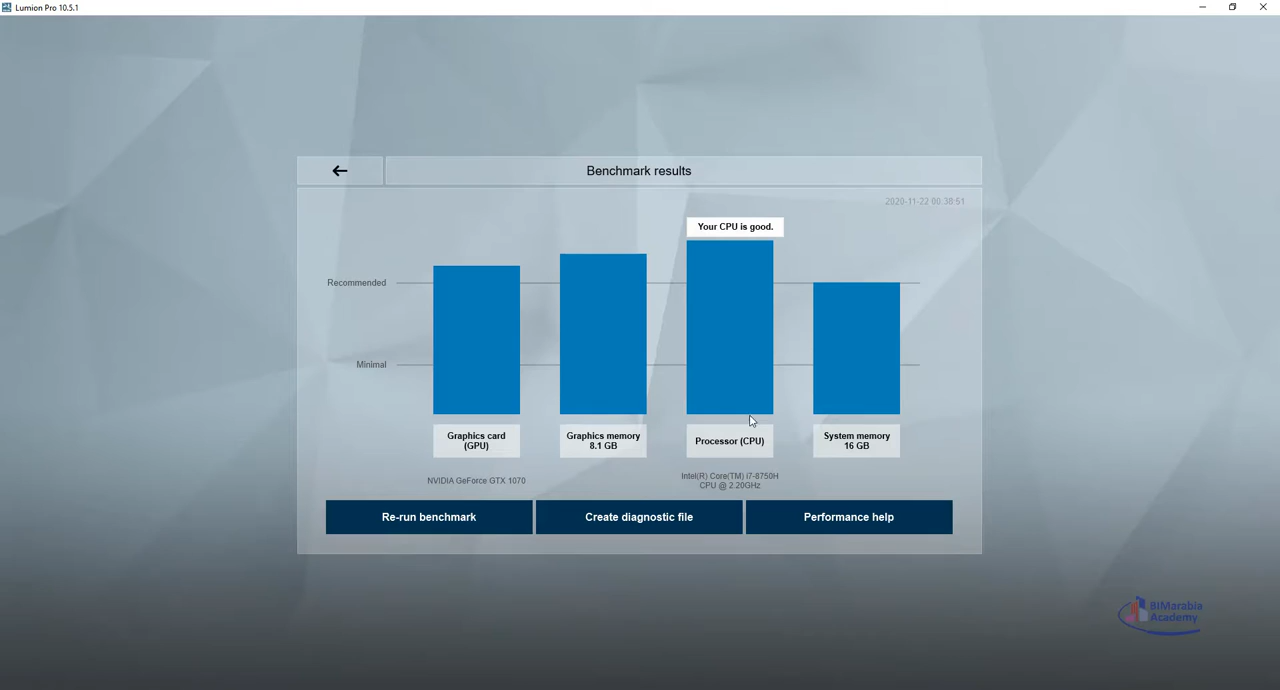 Lumion Pro 10.5.1
Benchmark results
2020-11-22 00:38:51
Your CPU is good.
Recommended
Minimal
Graphics card
(GPU)
Graphics memory
8.1 GB
Processor (CPU)
System memory
16 GB
NVIDIA GeForce GTX 1070
Intel(R) Core(TM) i7-8750H
CPU @ 2.20GHz
Re-run benchmark
Create diagnostic file
Performance help
BIMarabia
Academy